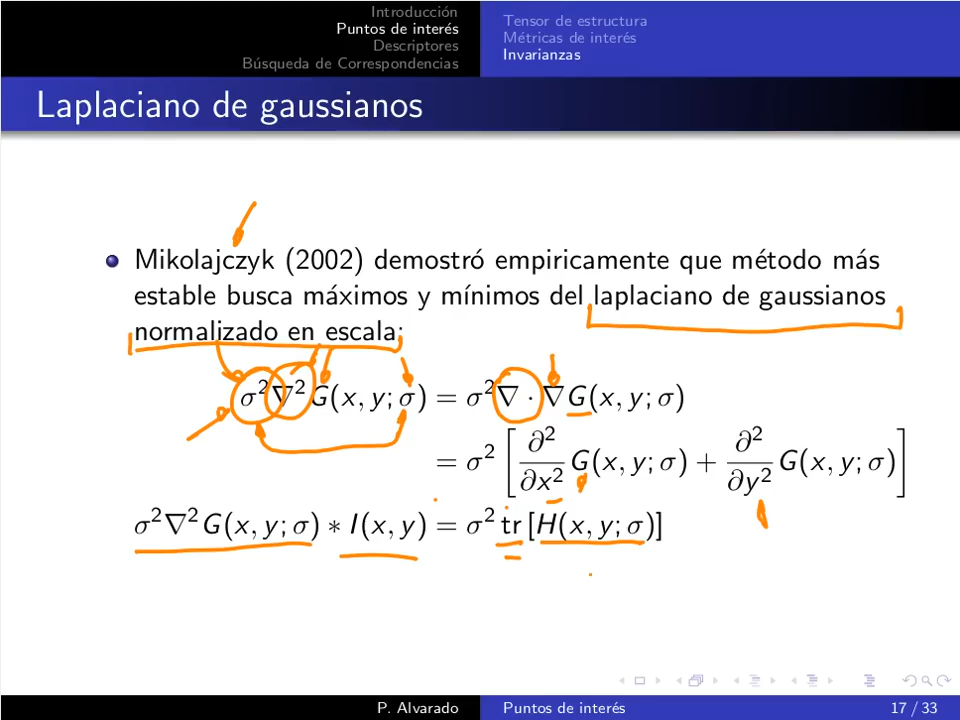 Introducción
Puntos de interés
Descriptores
Búsqueda de Correspondencias
Tensor de estructura
Métricas de interés
Invarianzas
Laplaciano de gaussianos
Mikolajczyk (2002) demostró empiricamente que método más
estable busca máximos y mínimos del laplaciano de gaussianos
normalizado en escala:
σ²∇²G(x, y; σ) = σ²∇ · ∇G(x, y; σ)
= σ² [ ∂²/∂x² G(x, y; σ) + ∂²/∂y² G(x, y; σ) ]
σ²∇²G(x, y; σ) ∗ I(x, y) = σ² tr [H(x, y; σ)]
P. Alvarado
Puntos de interés
17 / 33